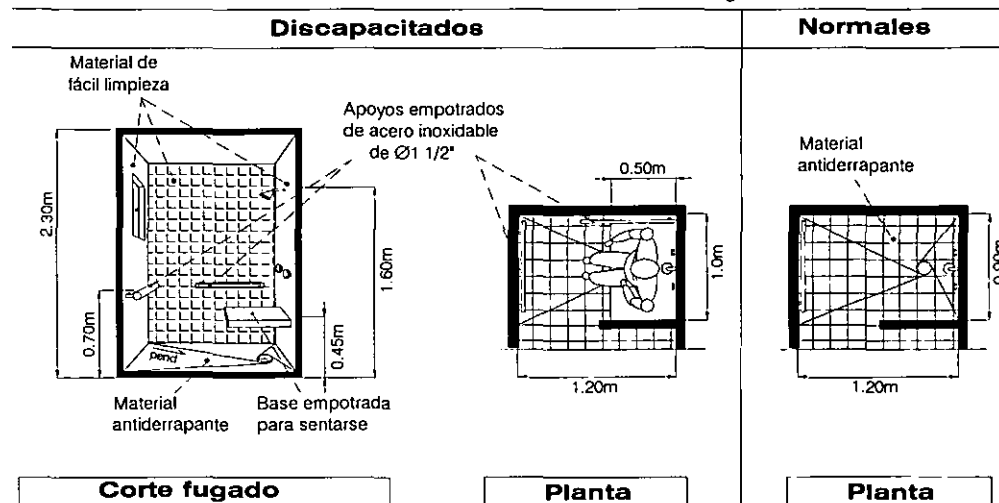 Discapacitados
Normales
Material de
fácil limpieza
Apoyos empotrados
de acero inoxidable
de Ø1 1/2"
2.30m
0.70m
1.60m
0.45m
pend
Material
antiderrapante
Base empotrada
para sentarse
0.50m
1.0m
1.20m
Material
antiderrapante
0.90m
1.20m
Corte fugado
Planta
Planta